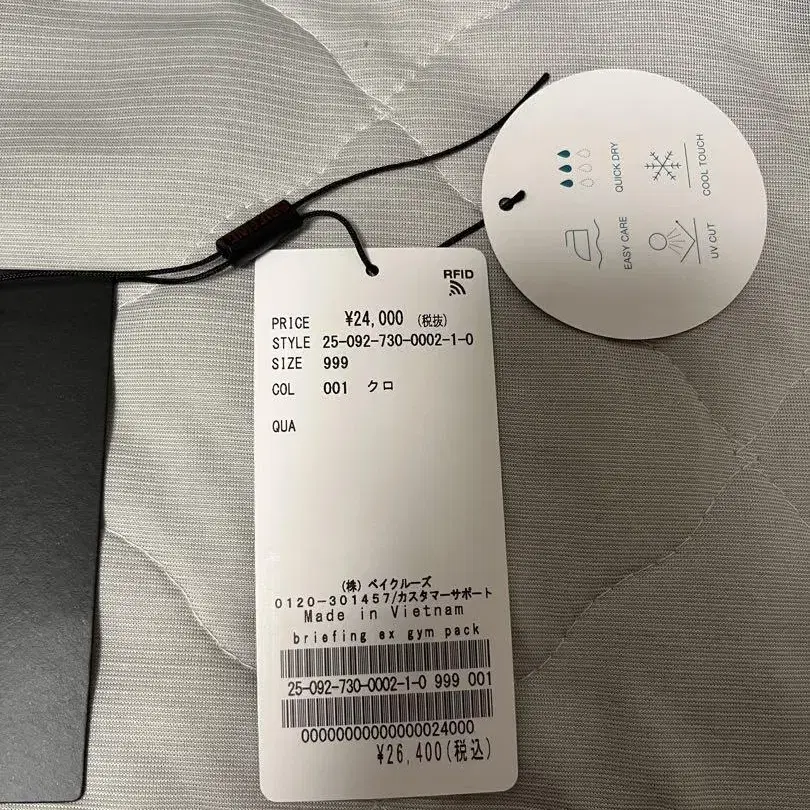 RFID
PRICE ¥24,000 (税抜)
STYLE 25-092-730-0002-1-0
SIZE 999
COL 001 クロ
QUA
(株) ベイクルーズ
0120-301457/カスタマーサポート
Made in Vietnam
briefing ex gym pack
25-092-730-0002-1-0 999 001
00000000000000024000
¥26,400(税込)
QUICK DRY
COOL TOUCH
EASY CARE
UV CUT